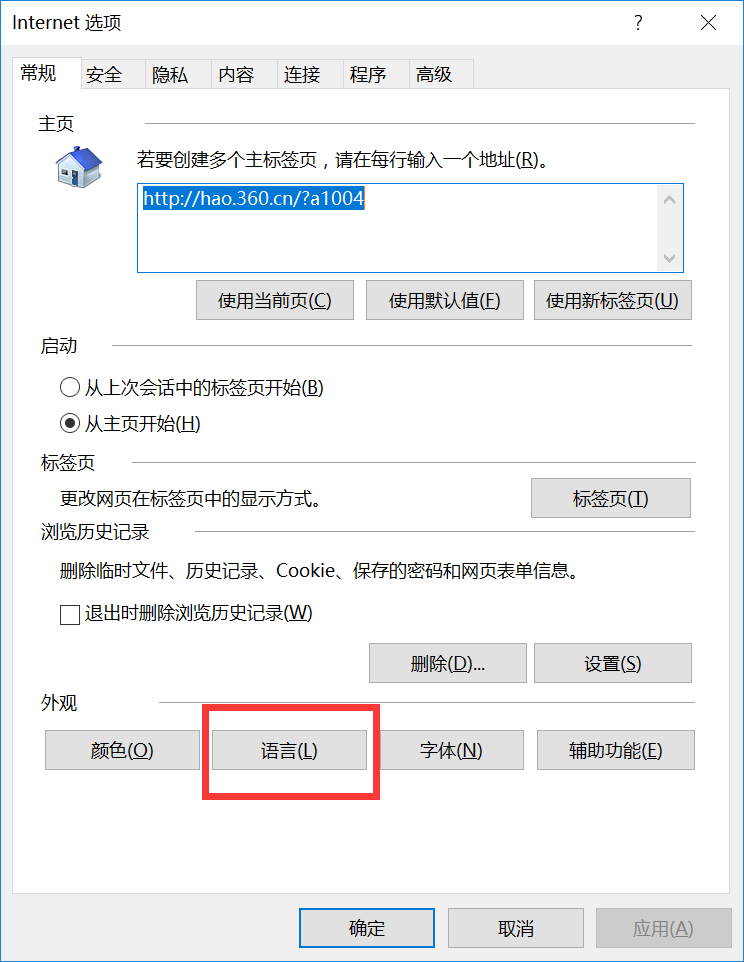 Internet 选项 ?
常规 安全 隐私 内容 连接 程序 高级
主页
若要创建多个主标签页，请在每行输入一个地址(R)。
http://hao.360.cn/?a1004
使用当前页(C) 使用默认值(F) 使用新标签页(U)
启动
从上次会话中的标签页开始(B)
从主页开始(H)
标签页
更改网页在标签页中的显示方式。 标签页(T)
浏览历史记录
删除临时文件、历史记录、Cookie、保存的密码和网页表单信息。
退出时删除浏览历史记录(W)
删除(D)... 设置(S)
外观
颜色(O) 语言(L) 字体(N) 辅助功能(E)
确定 取消 应用(A)